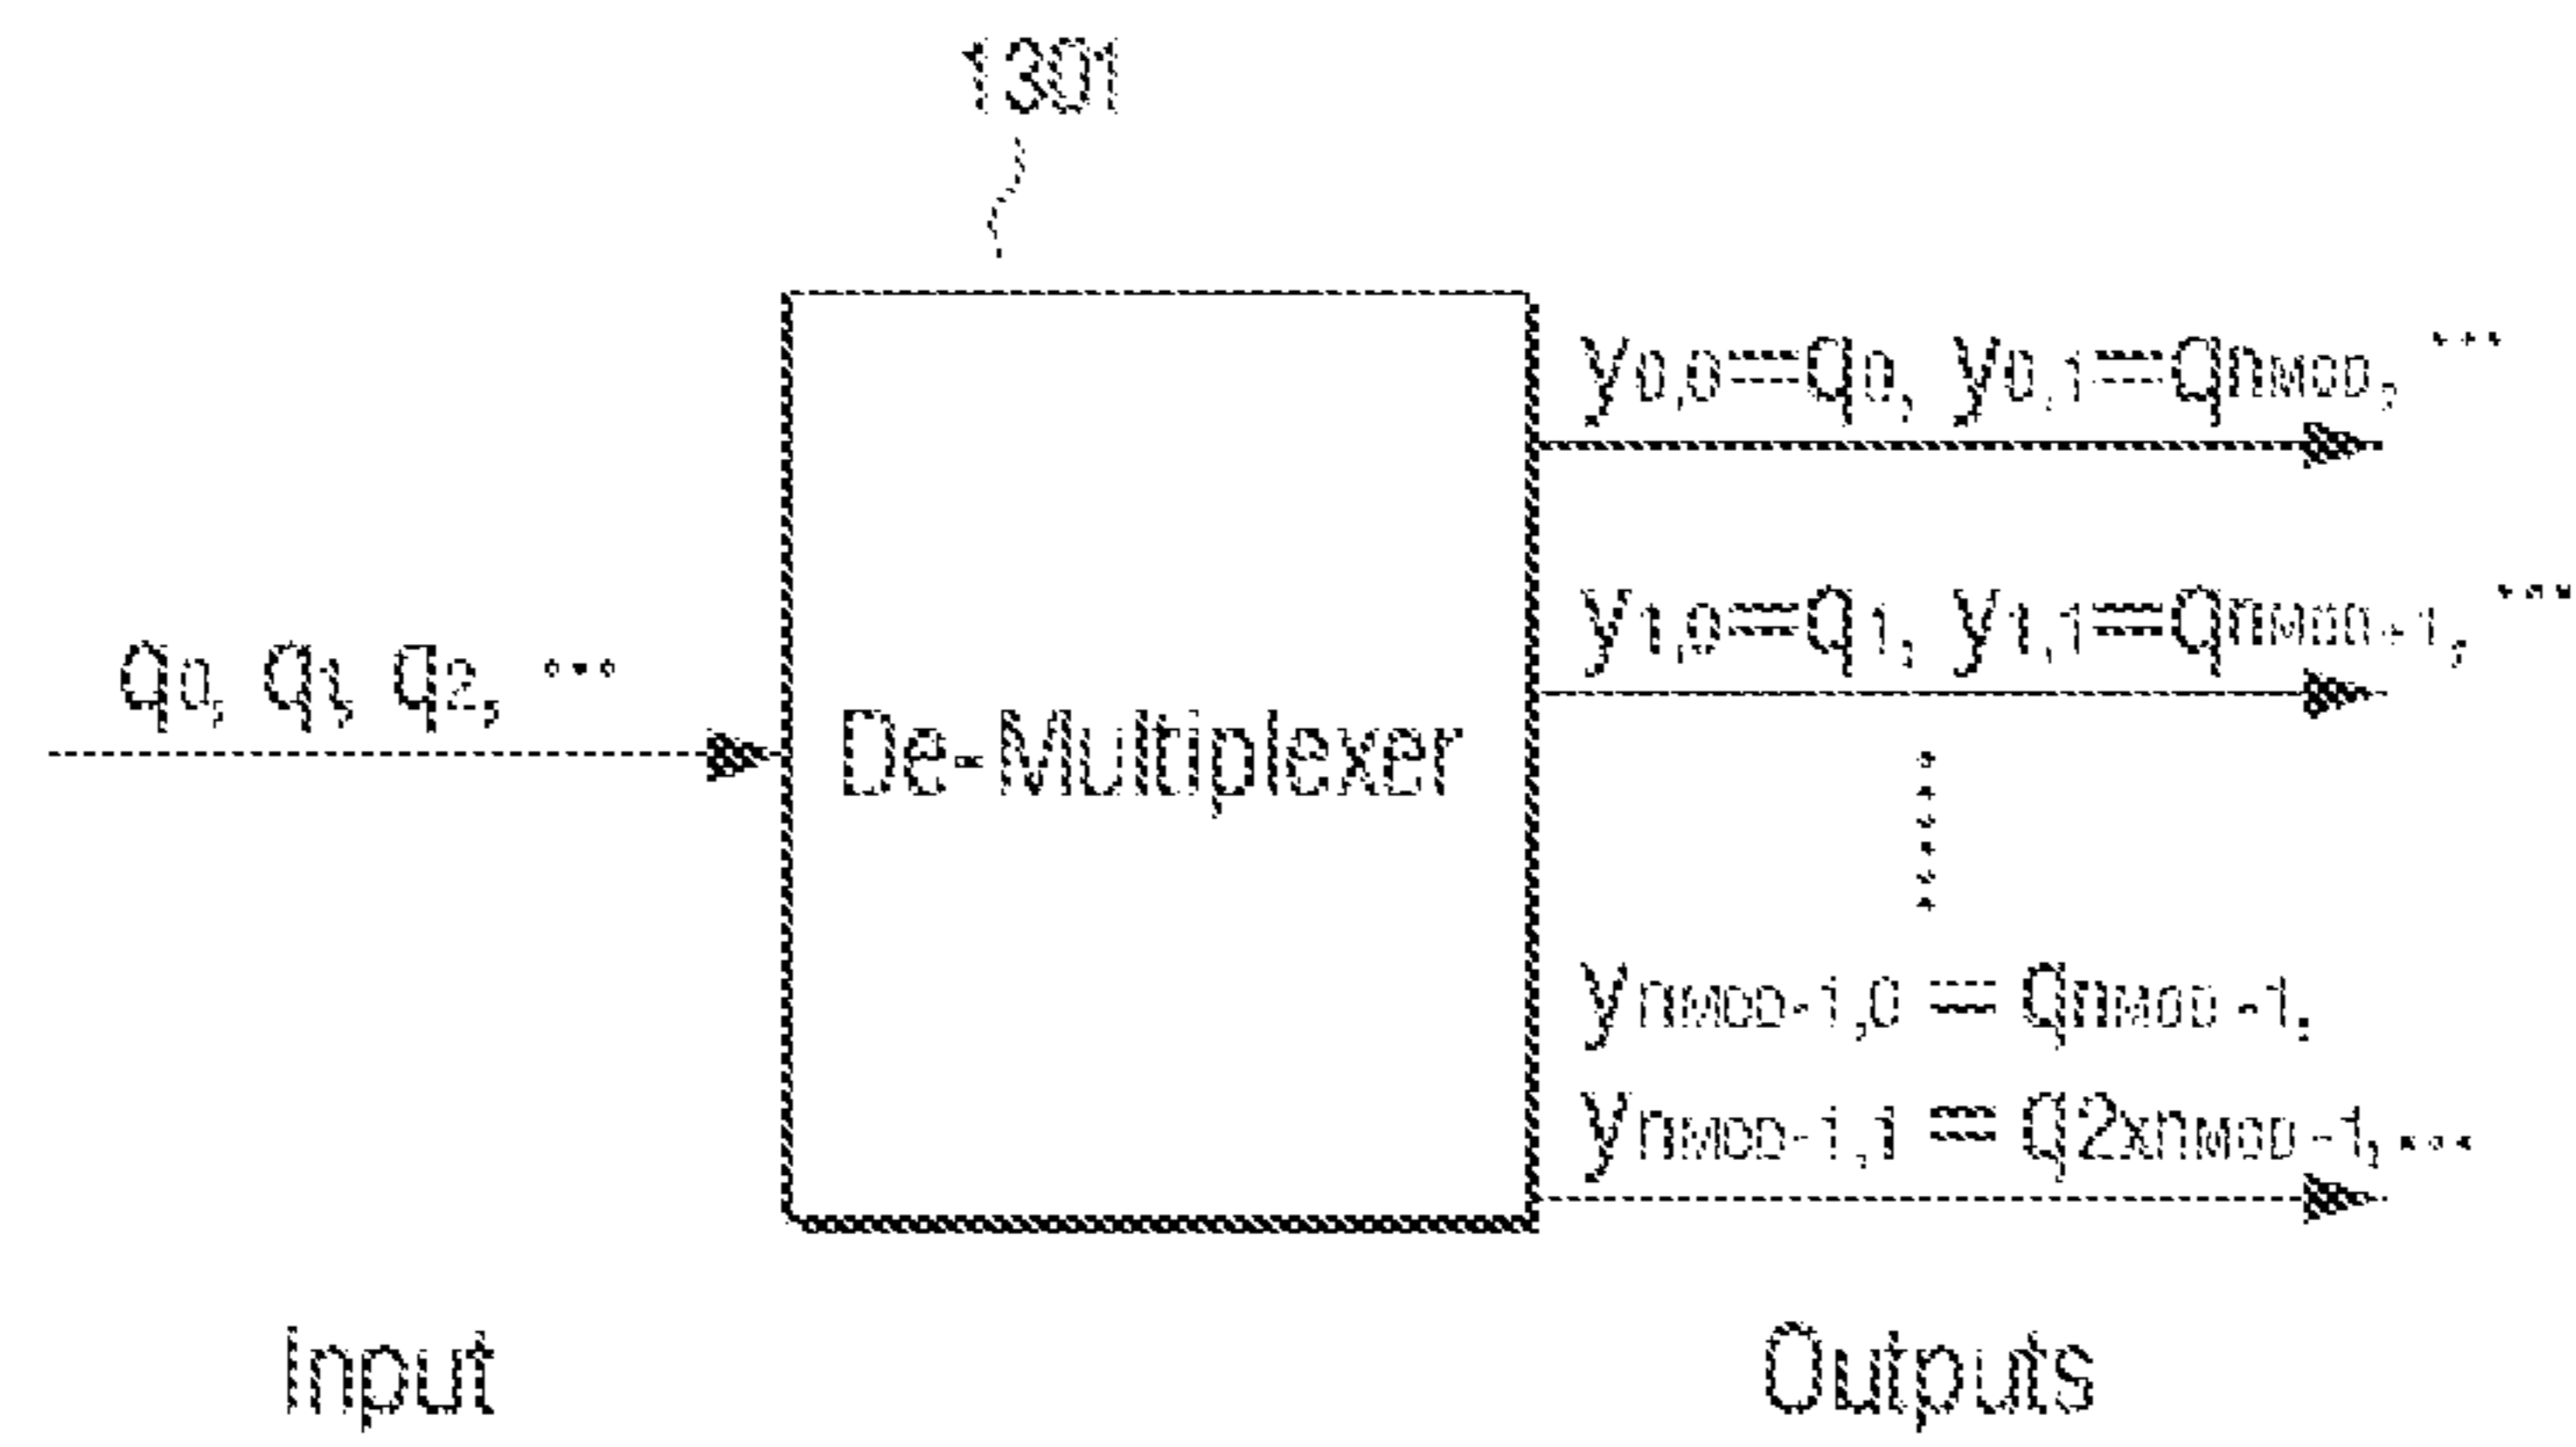 1301
y0,0=q0, y0,1=qnMOD, ...
y1,0=q1, y1,1=qnMOD+1, ...
q0, q1, q2, ...
De-Multiplexer
ynMOD-1,0 = qnMOD-1,
ynMOD-1,1 = q2xnMOD-1,...
Input
Outputs